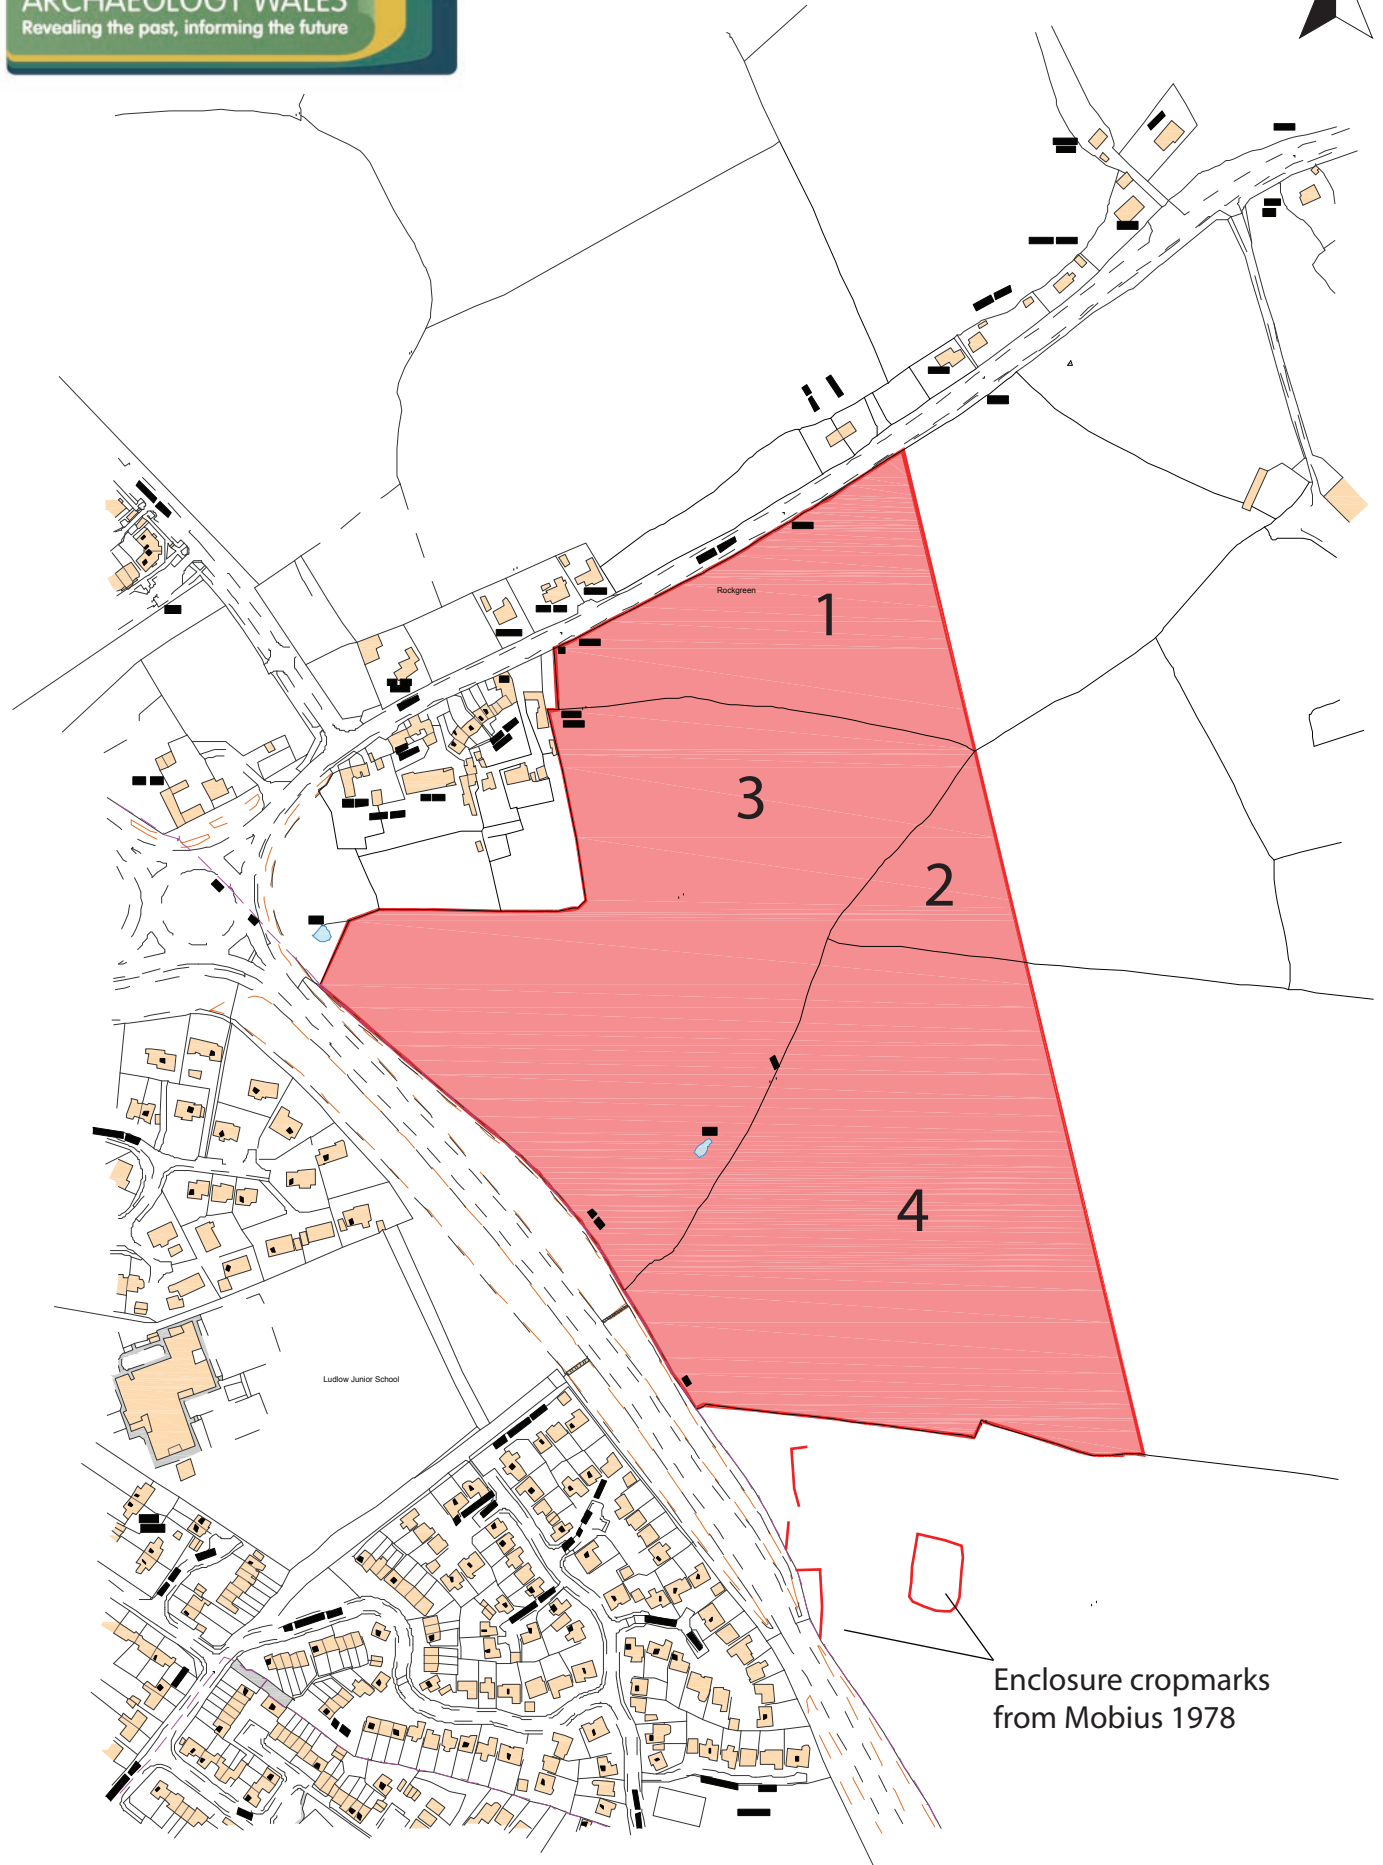 ARCHAEOLOGY WALES
Revealing the past, informing the future
Rockgreen
1
3
2
4
Ludlow Junior School
Enclosure cropmarks
from Mobius 1978